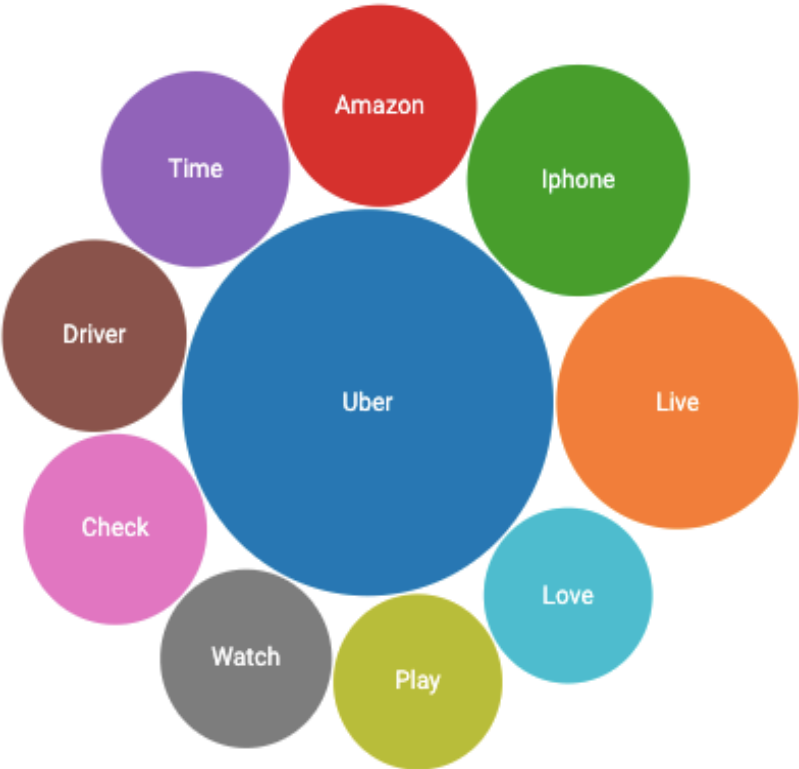 Amazon
Time
Iphone
Driver
Uber
Live
Check
Love
Watch
Play